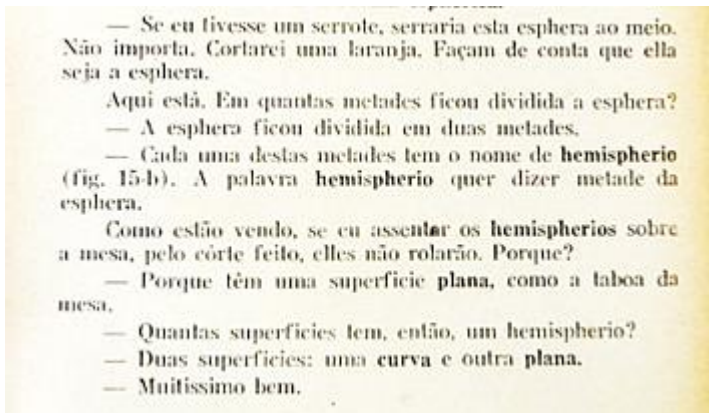 — Se eu tivesse um serrote, serraria esta esphera ao meio.
Não importa. Cortarei uma laranja. Façam de conta que ella
seja a esphera.
Aqui está. Em quantas metades ficou dividida a esphera?
— A esphera ficou dividida em duas metades.
— Cada uma destas metades tem o nome de hemispherio
(fig. 15-b). A palavra hemispherio quer dizer metade da
esphera.
Como estão vendo, se eu assentar os hemispherios sobre
a mesa, pelo córte feito, elles não rolarão. Porque?
— Porque têm uma superficie plana, como a taboa da
mesa.
— Quantas superficies tem, então, um hemispherio?
— Duas superficies: uma curva e outra plana.
— Muitissimo bem.